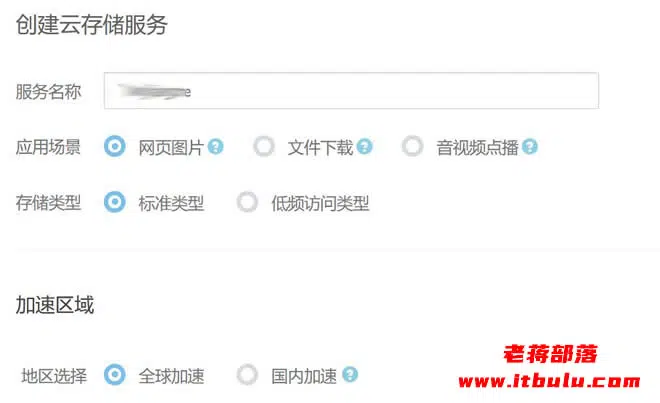 创建云存储服务
服务名称
应用场景 网页图片 ? 文件下载 ? 音视频点播 ?
存储类型 标准类型 低频访问类型
加速区域
地区选择 全球加速 国内加速 ?
老蒋部落
www.itbulu.com